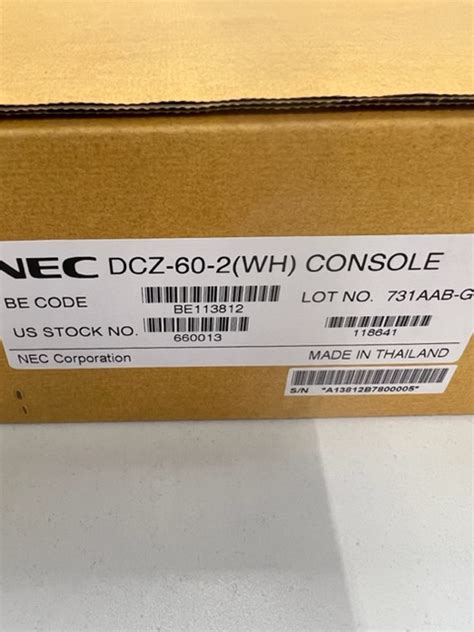 NEC DCZ-60-2(WH) CONSOLE
BE CODE BE113812 LOT NO. 731AAB-G
US STOCK NO. 660013 118641
NEC Corporation MADE IN THAILAND
S/N "A13812B7800005"